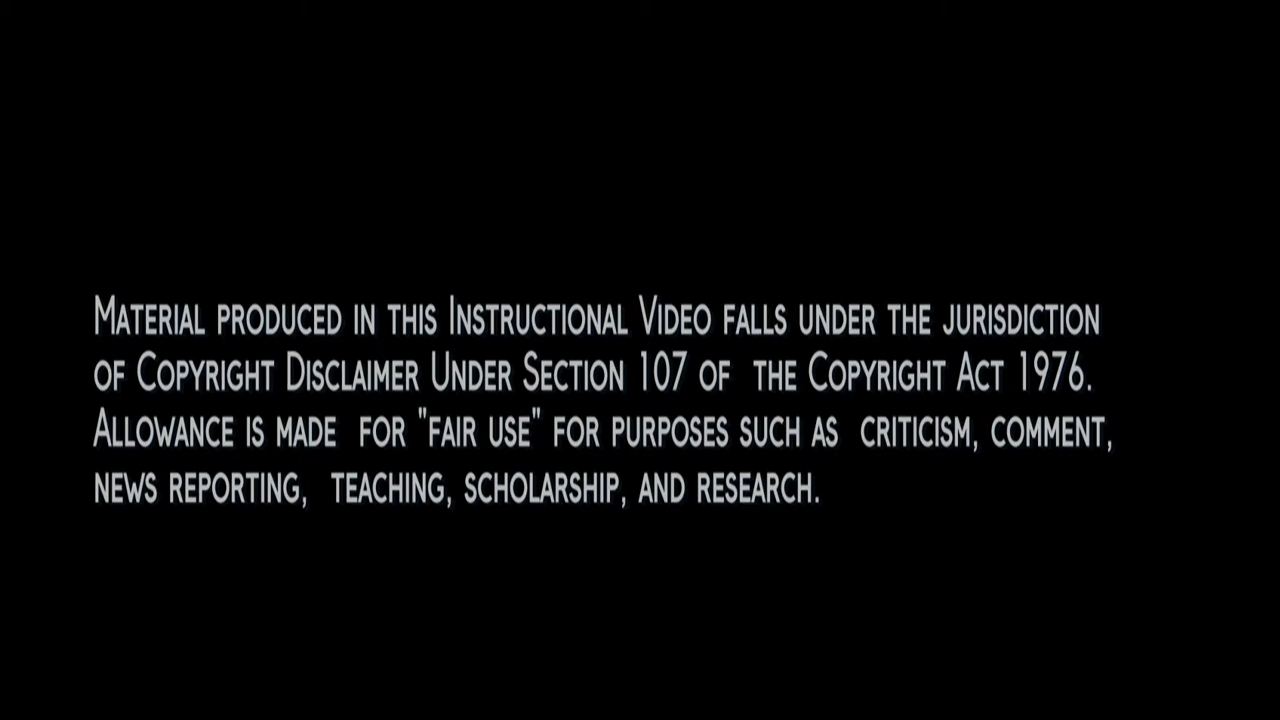 Material produced in this Instructional Video falls under the jurisdiction
of Copyright Disclaimer Under Section 107 of  the Copyright Act 1976.
Allowance is made  for "fair use" for purposes such as  criticism, comment,
news reporting,  teaching, scholarship, and research.